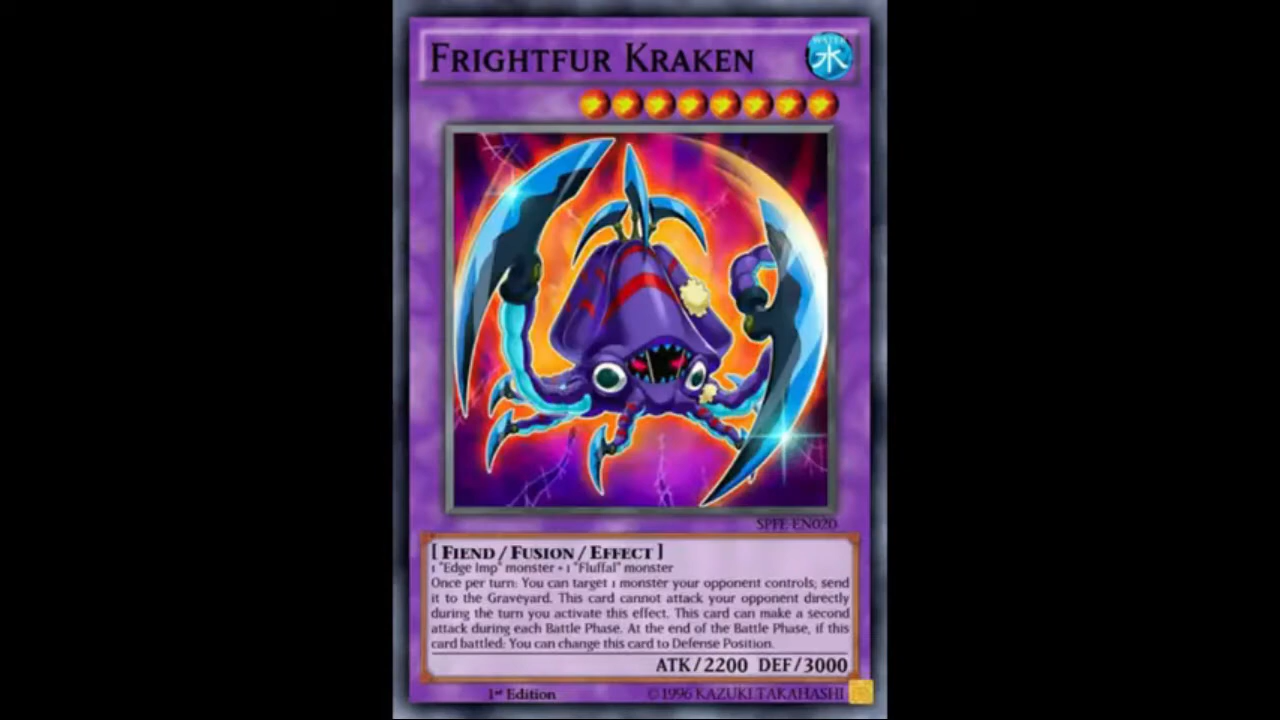 FRIGHTFUR KRAKEN
WATER
水
SPFE-EN020
[ FIEND / FUSION / EFFECT ]
1 "Edge Imp" monster + 1 "Fluffal" monster
Once per turn: You can target 1 monster your opponent controls; send
it to the Graveyard. This card cannot attack your opponent directly
during the turn you activate this effect. This card can make a second
attack during each Battle Phase. At the end of the Battle Phase, if this
card battled: You can change this card to Defense Position.
ATK/2200 DEF/3000
1st Edition
©1996 KAZUKI TAKAHASHI